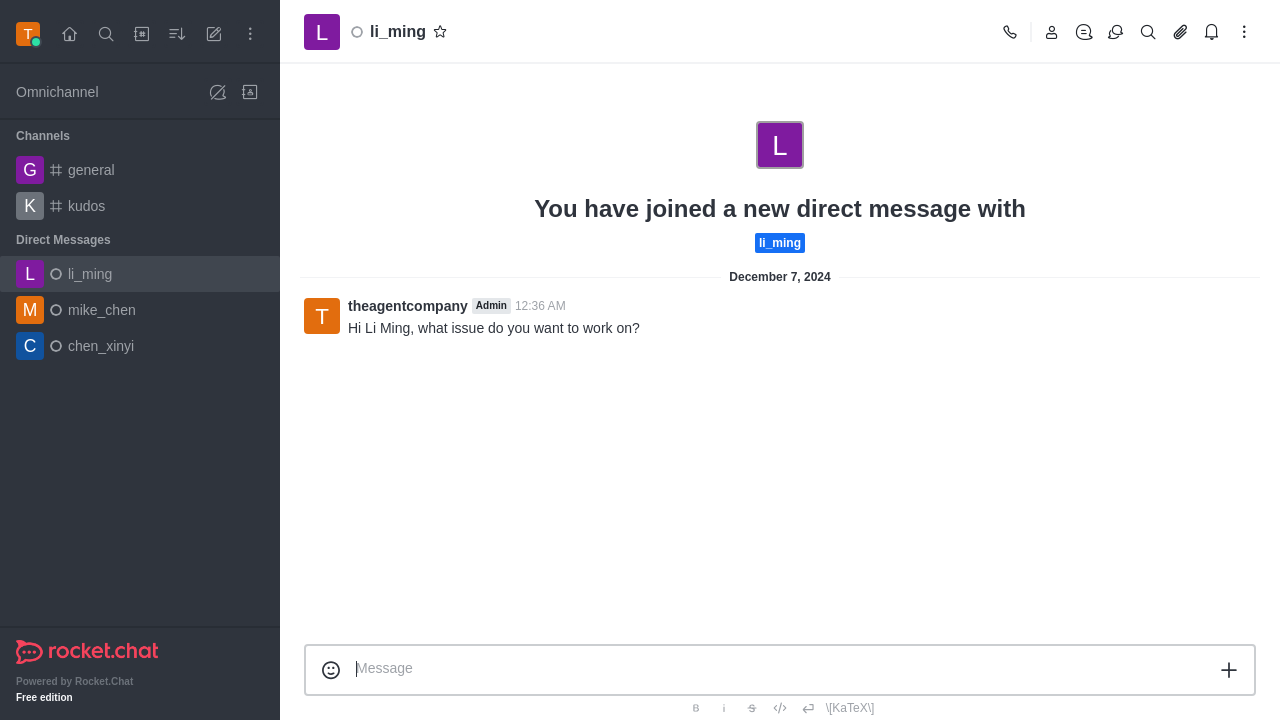 T
Omnichannel
Channels
G general
K kudos
Direct Messages
L li_ming
M mike_chen
C chen_xinyi
rocket.chat
Powered by Rocket.Chat
Free edition
L li_ming
L
You have joined a new direct message with
li_ming
December 7, 2024
T
theagentcompany Admin 12:36 AM
Hi Li Ming, what issue do you want to work on?
Message
B i S \[KaTeX\]